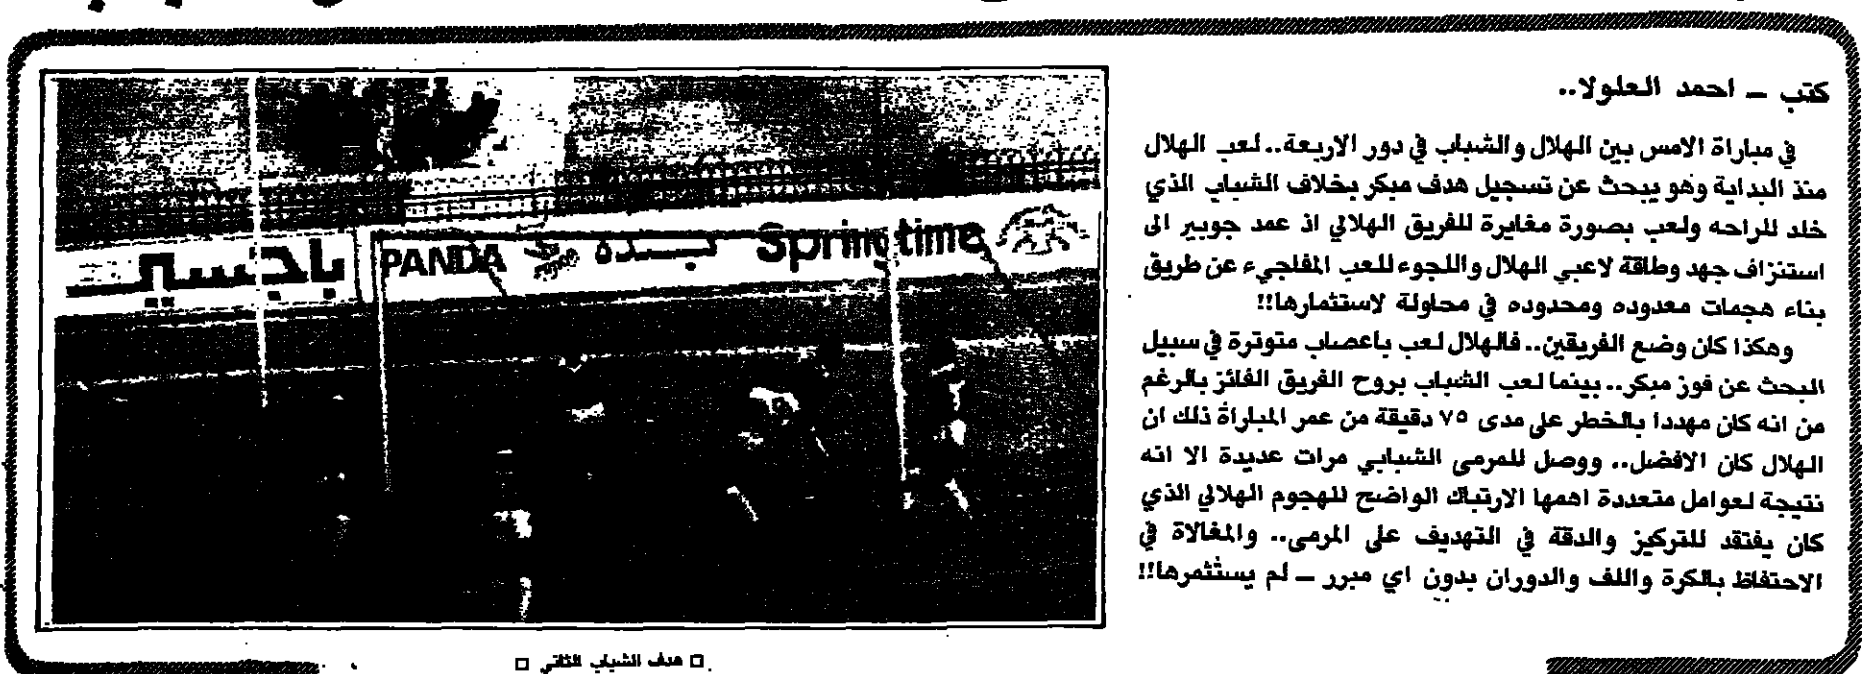 كتب ـ احمد العلولا..
في مباراة الامس بين الهلال والشباب في دور الاربعة.. لعب الهلال
منذ البداية وهو يبحث عن تسجيل هدف مبكر بخلاف الشباب الذي
خلد للراحه ولعب بصورة مغايرة للفريق الهلالي اذ عمد جوبير الى
استنزاف جهد وطاقة لاعبي الهلال واللجوء للعب المفاجيء عن طريق
بناء هجمات معدوده ومحدوده في محاولة لاستثمارها!!
وهكذا كان وضع الفريقين.. فالهلال لعب باعصاب متوترة في سبيل
البحث عن فوز مبكر.. بينما لعب الشباب بروح الفريق الفائز بالرغم
من انه كان مهددا بالخطر على مدى ٧٥ دقيقة من عمر المباراة ذلك ان
الهلال كان الافضل.. ووصل للمرمى الشبابي مرات عديدة الا انه
نتيجة لعوامل متعددة اهمها الارتباك الواضح للهجوم الهلالي الذي
كان يفتقد للتركيز والدقة في التهديف على المرمى.. والمغالاة في
الاحتفاظ بالكرة واللف والدوران بدون اي مبرر ـ لم يستثمرها!!
Springtime
بنده PANDA
□ هدف الشباب الثاني □